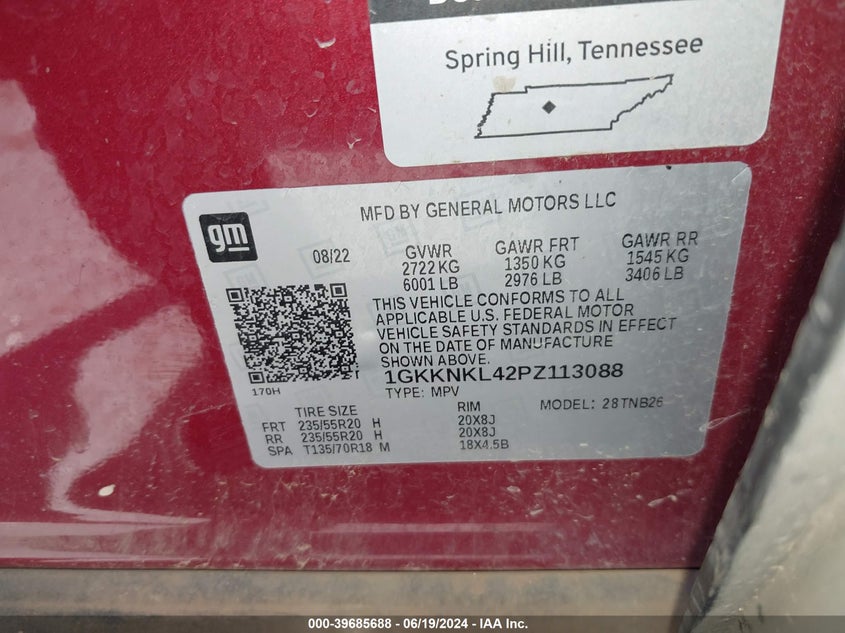 Spring Hill, Tennessee
gm
MFD BY GENERAL MOTORS LLC
08/22 GVWR GAWR FRT GAWR RR
2722 KG 1350 KG 1545 KG
6001 LB 2976 LB 3406 LB
THIS VEHICLE CONFORMS TO ALL
APPLICABLE U.S. FEDERAL MOTOR
VEHICLE SAFETY STANDARDS IN EFFECT
ON THE DATE OF MANUFACTURE
SHOWN ABOVE.
170H
1GKKNKL42PZ113088
TYPE: MPV MODEL: 28TNB26
TIRE SIZE RIM
FRT 235/55R20 H 20X8J
RR 235/55R20 H 20X8J
SPA T135/70R18 M 18X4.5B
000-39685688 / 06/19/2024 - IAA Inc.